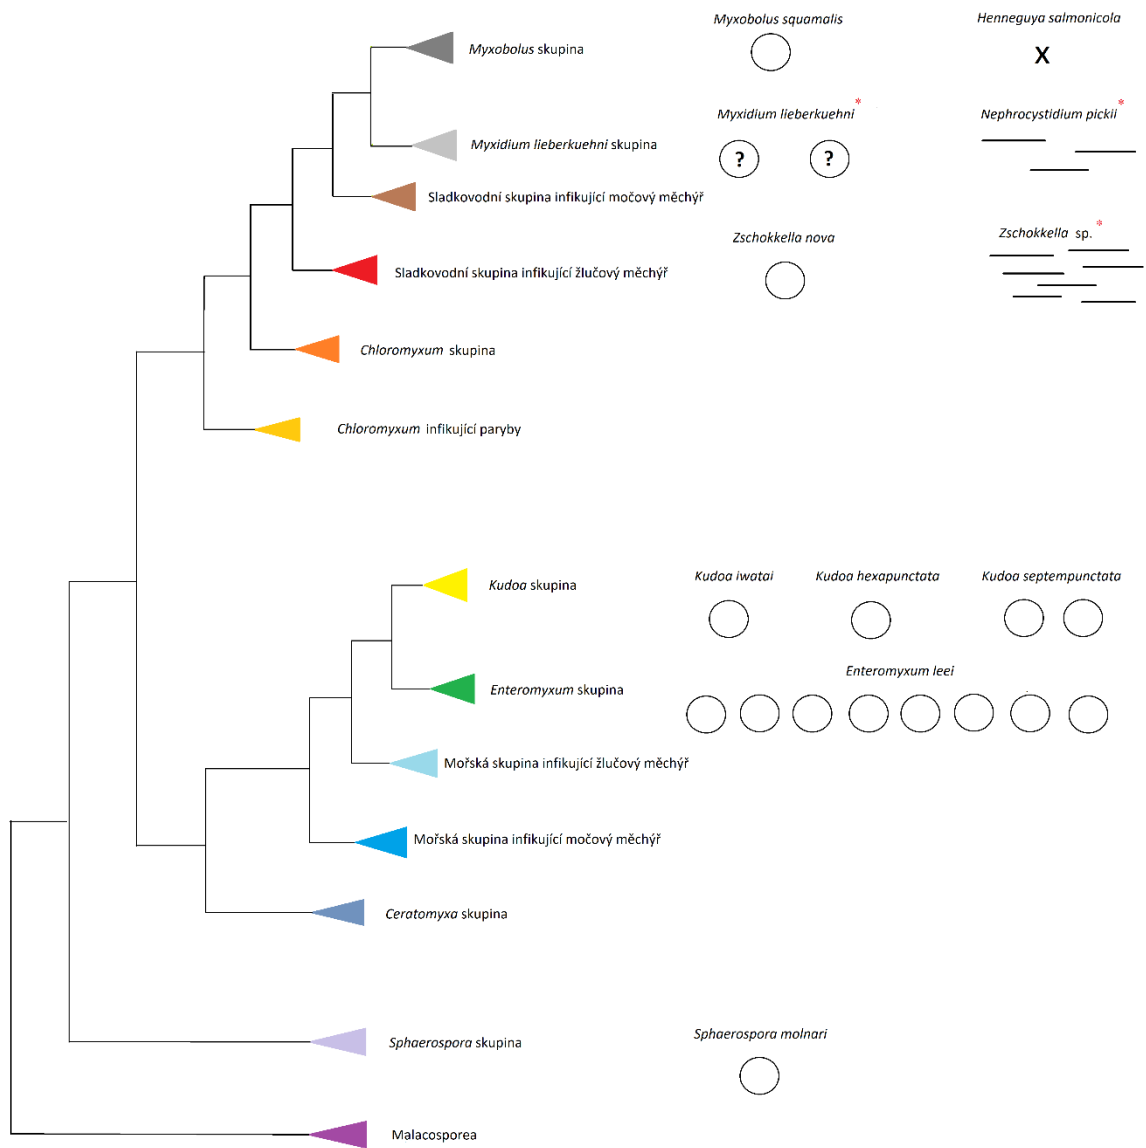 Myxobolus squamalis
Henneguya salmonicola
Myxobolus skupina
X
Myxidium lieberkuehni*
Nephrocystidium pickii*
Myxidium lieberkuehni skupina
? ?
Sladkovodní skupina infikující močový měchýř
Zschokkella nova
Zschokkella sp.*
Sladkovodní skupina infikující žlučový měchýř
Chloromyxum skupina
Chloromyxum infikující paryby
Kudoa iwatai
Kudoa hexapunctata
Kudoa septempunctata
Kudoa skupina
Enteromyxum leei
Enteromyxum skupina
Mořská skupina infikující žlučový měchýř
Mořská skupina infikující močový měchýř
Ceratomyxa skupina
Sphaerospora molnari
Sphaerospora skupina
Malacosporea